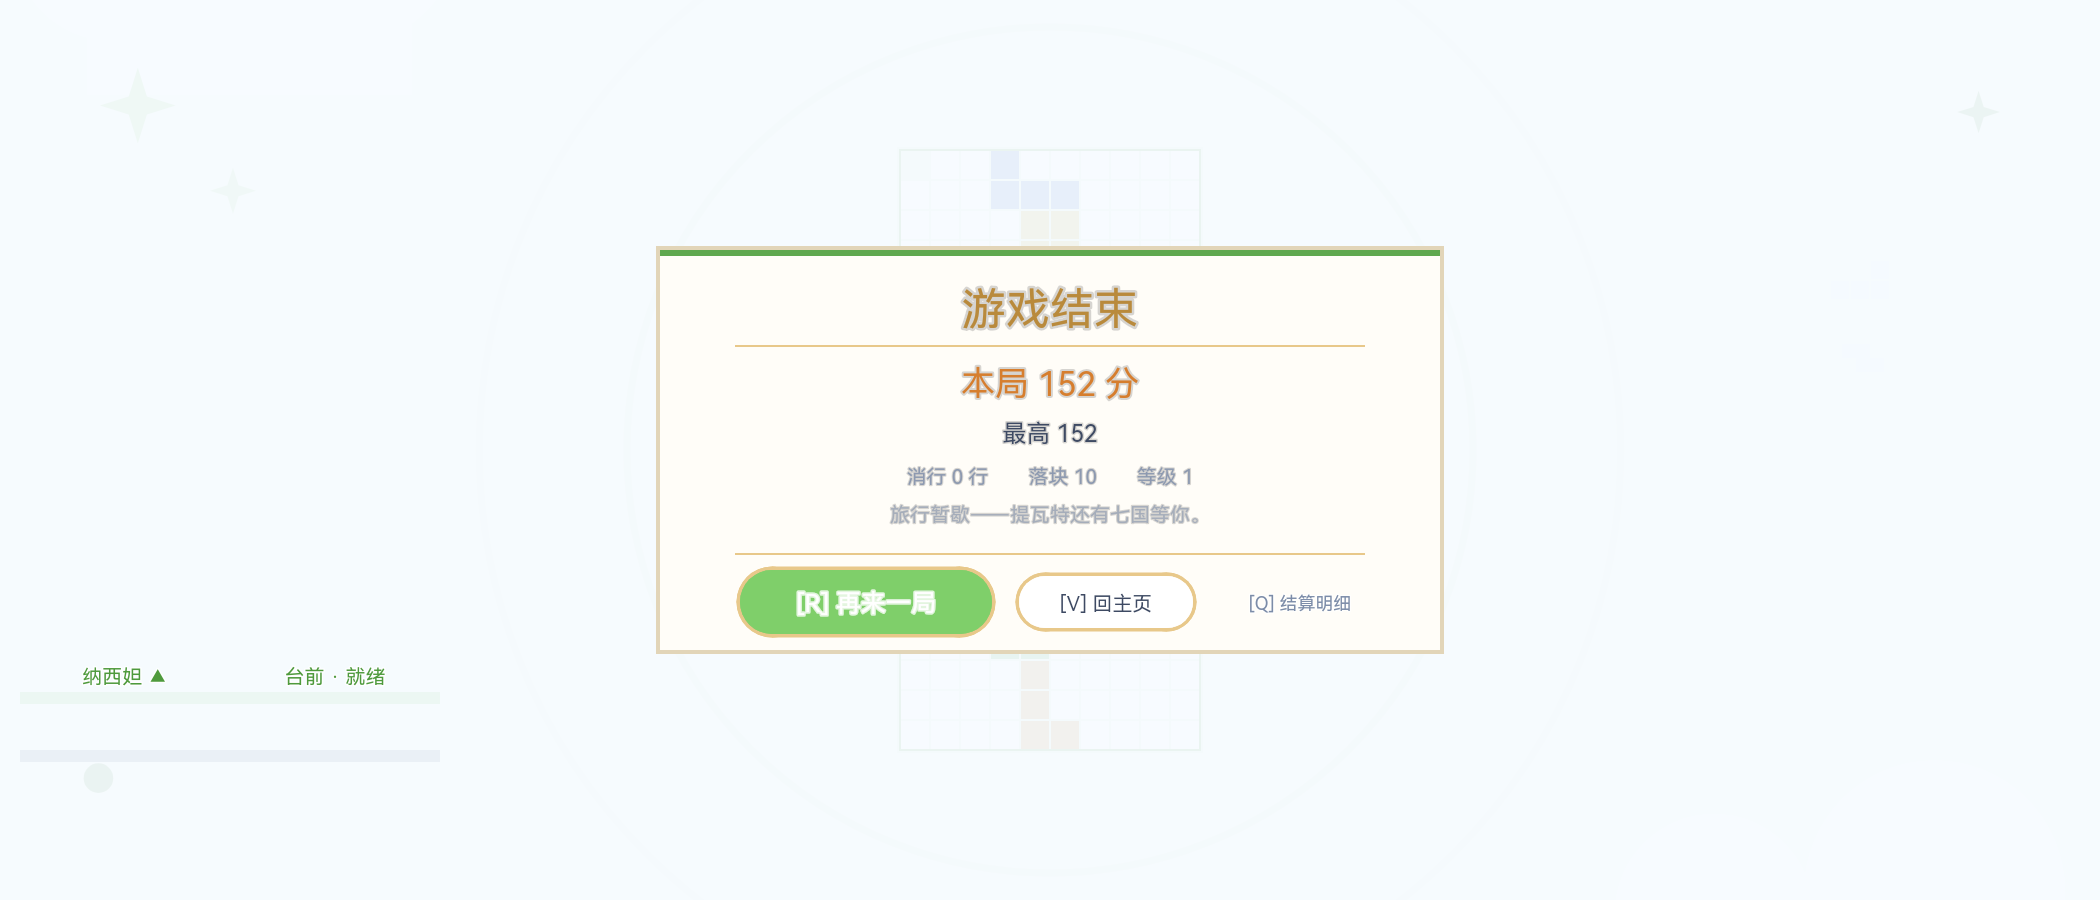 游戏结束
本局 152 分
最高 152
消行 0 行 落块 10 等级 1
旅行暂歇——提瓦特还有七国等你。
[R] 再来一局 [V] 回主页 [Q] 结算明细
纳西妲 ▲ 台前 · 就绪